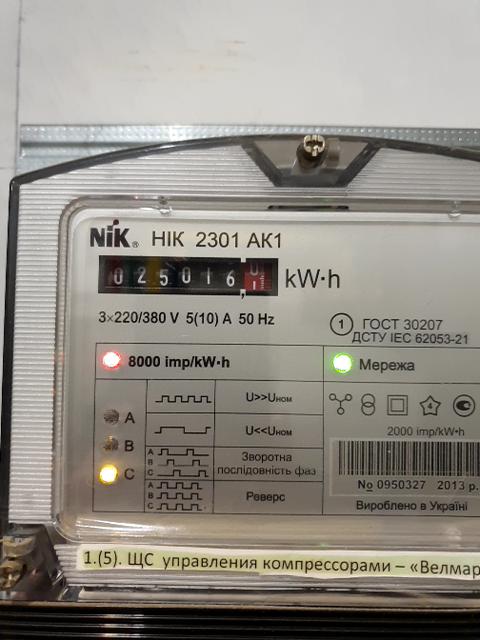 NiK® НІК 2301 АК1
025016 kW·h
3×220/380 V 5(10) A 50 Hz
1 ГОСТ 30207
ДСТУ IEC 62053-21
8000 imp/kW·h
Мережа
A
B
C
U>>Uном
U<<Uном
A
B
C
Зворотна
послідовність фаз
A
B
C
Реверс
4
2000 imp/kW·h
№ 0950327 2013 р.
Вироблено в Україні
1.(5). ЩС управления компрессорами – «Велмар